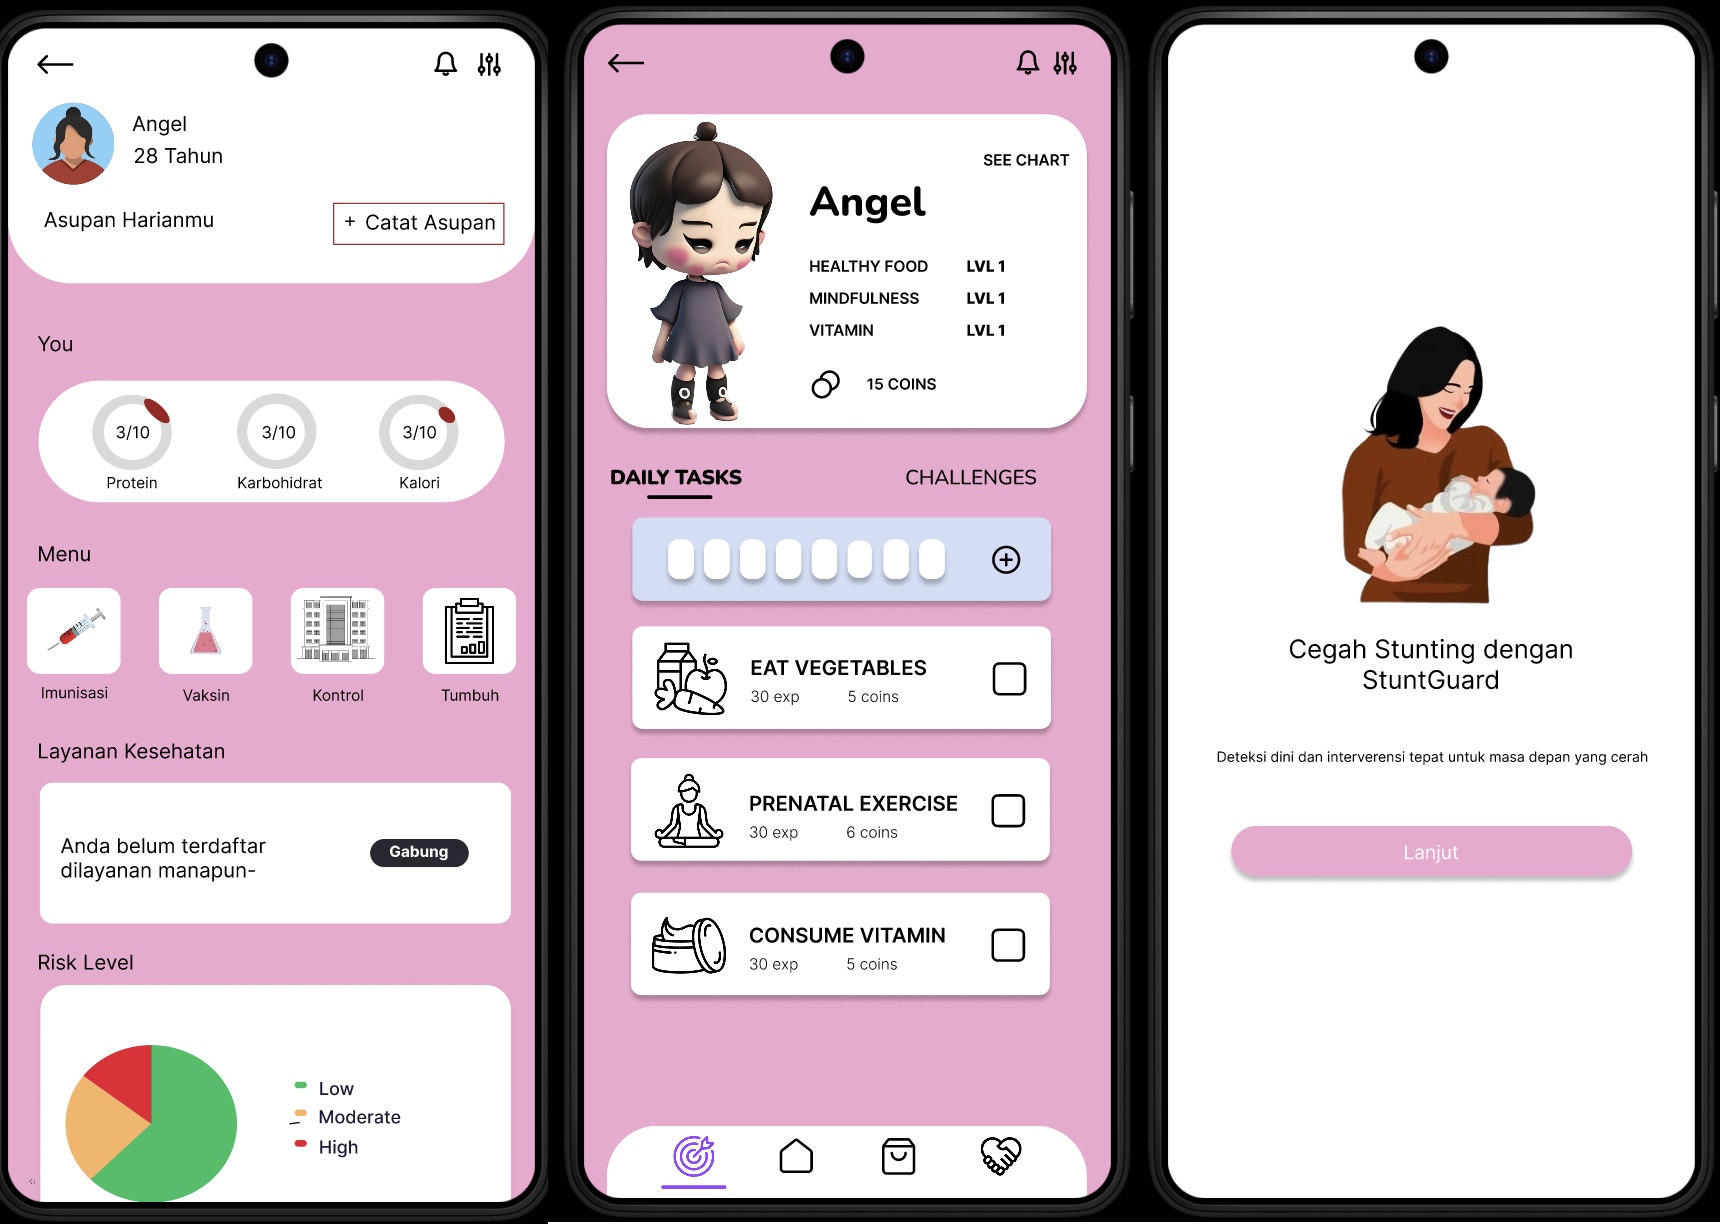 Angel
28 Tahun
Asupan Harianmu
+ Catat Asupan
You
3/10
3/10
3/10
Protein
Karbohidrat
Kalori
Menu
Imunisasi
Vaksin
Kontrol
Tumbuh
Layanan Kesehatan
Anda belum terdaftar
dilayanan manapun-
Gabung
Risk Level
Low
Moderate
High
SEE CHART
Angel
HEALTHY FOOD LVL 1
MINDFULNESS LVL 1
VITAMIN LVL 1
15 COINS
DAILY TASKS
CHALLENGES
EAT VEGETABLES
30 exp 5 coins
PRENATAL EXERCISE
30 exp 6 coins
CONSUME VITAMIN
30 exp 5 coins
Cegah Stunting dengan
StuntGuard
Deteksi dini dan interverensi tepat untuk masa depan yang cerah
Lanjut